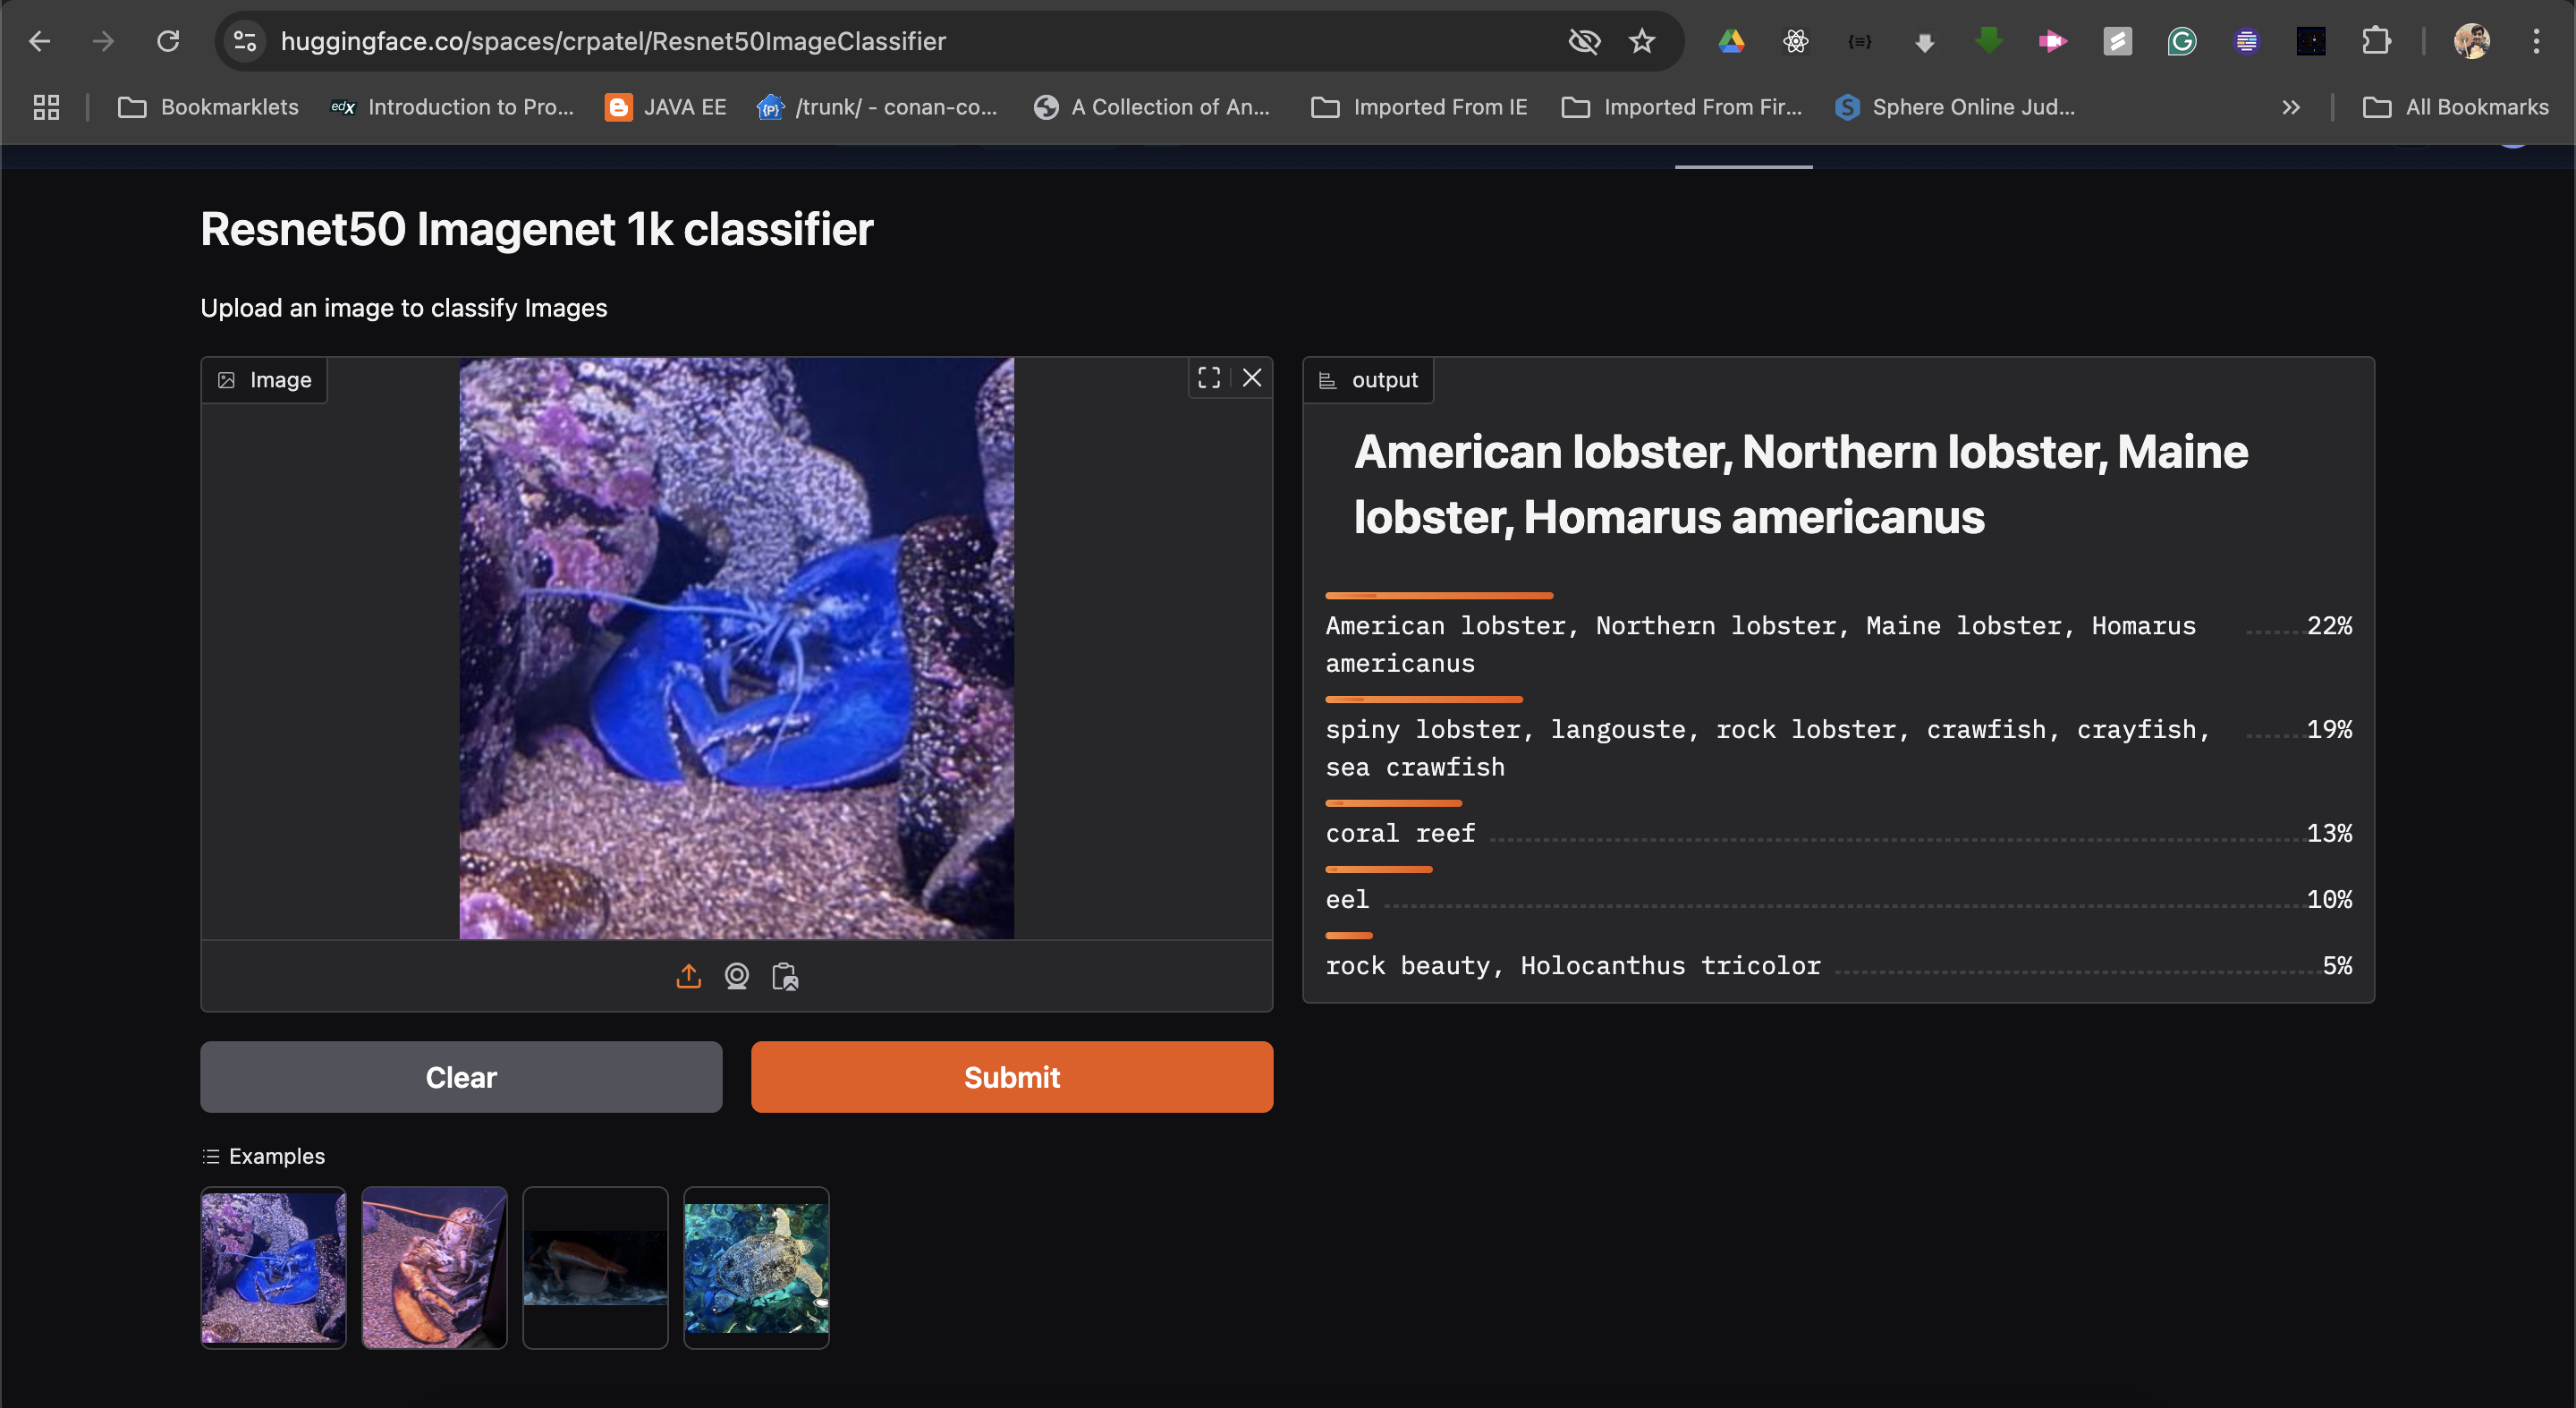 huggingface.co/spaces/crpatel/Resnet50ImageClassifier
Bookmarklets
edX Introduction to Pro...
JAVA EE
/trunk/ - conan-co...
A Collection of An...
Imported From IE
Imported From Fir...
Sphere Online Jud...
All Bookmarks
Resnet50 Imagenet 1k classifier
Upload an image to classify Images
Image
output
American lobster, Northern lobster, Maine
lobster, Homarus americanus
American lobster, Northern lobster, Maine lobster, Homarus 22%
americanus
spiny lobster, langouste, rock lobster, crawfish, crayfish, 19%
sea crawfish
coral reef 13%
eel 10%
rock beauty, Holocanthus tricolor 5%
Clear
Submit
Examples